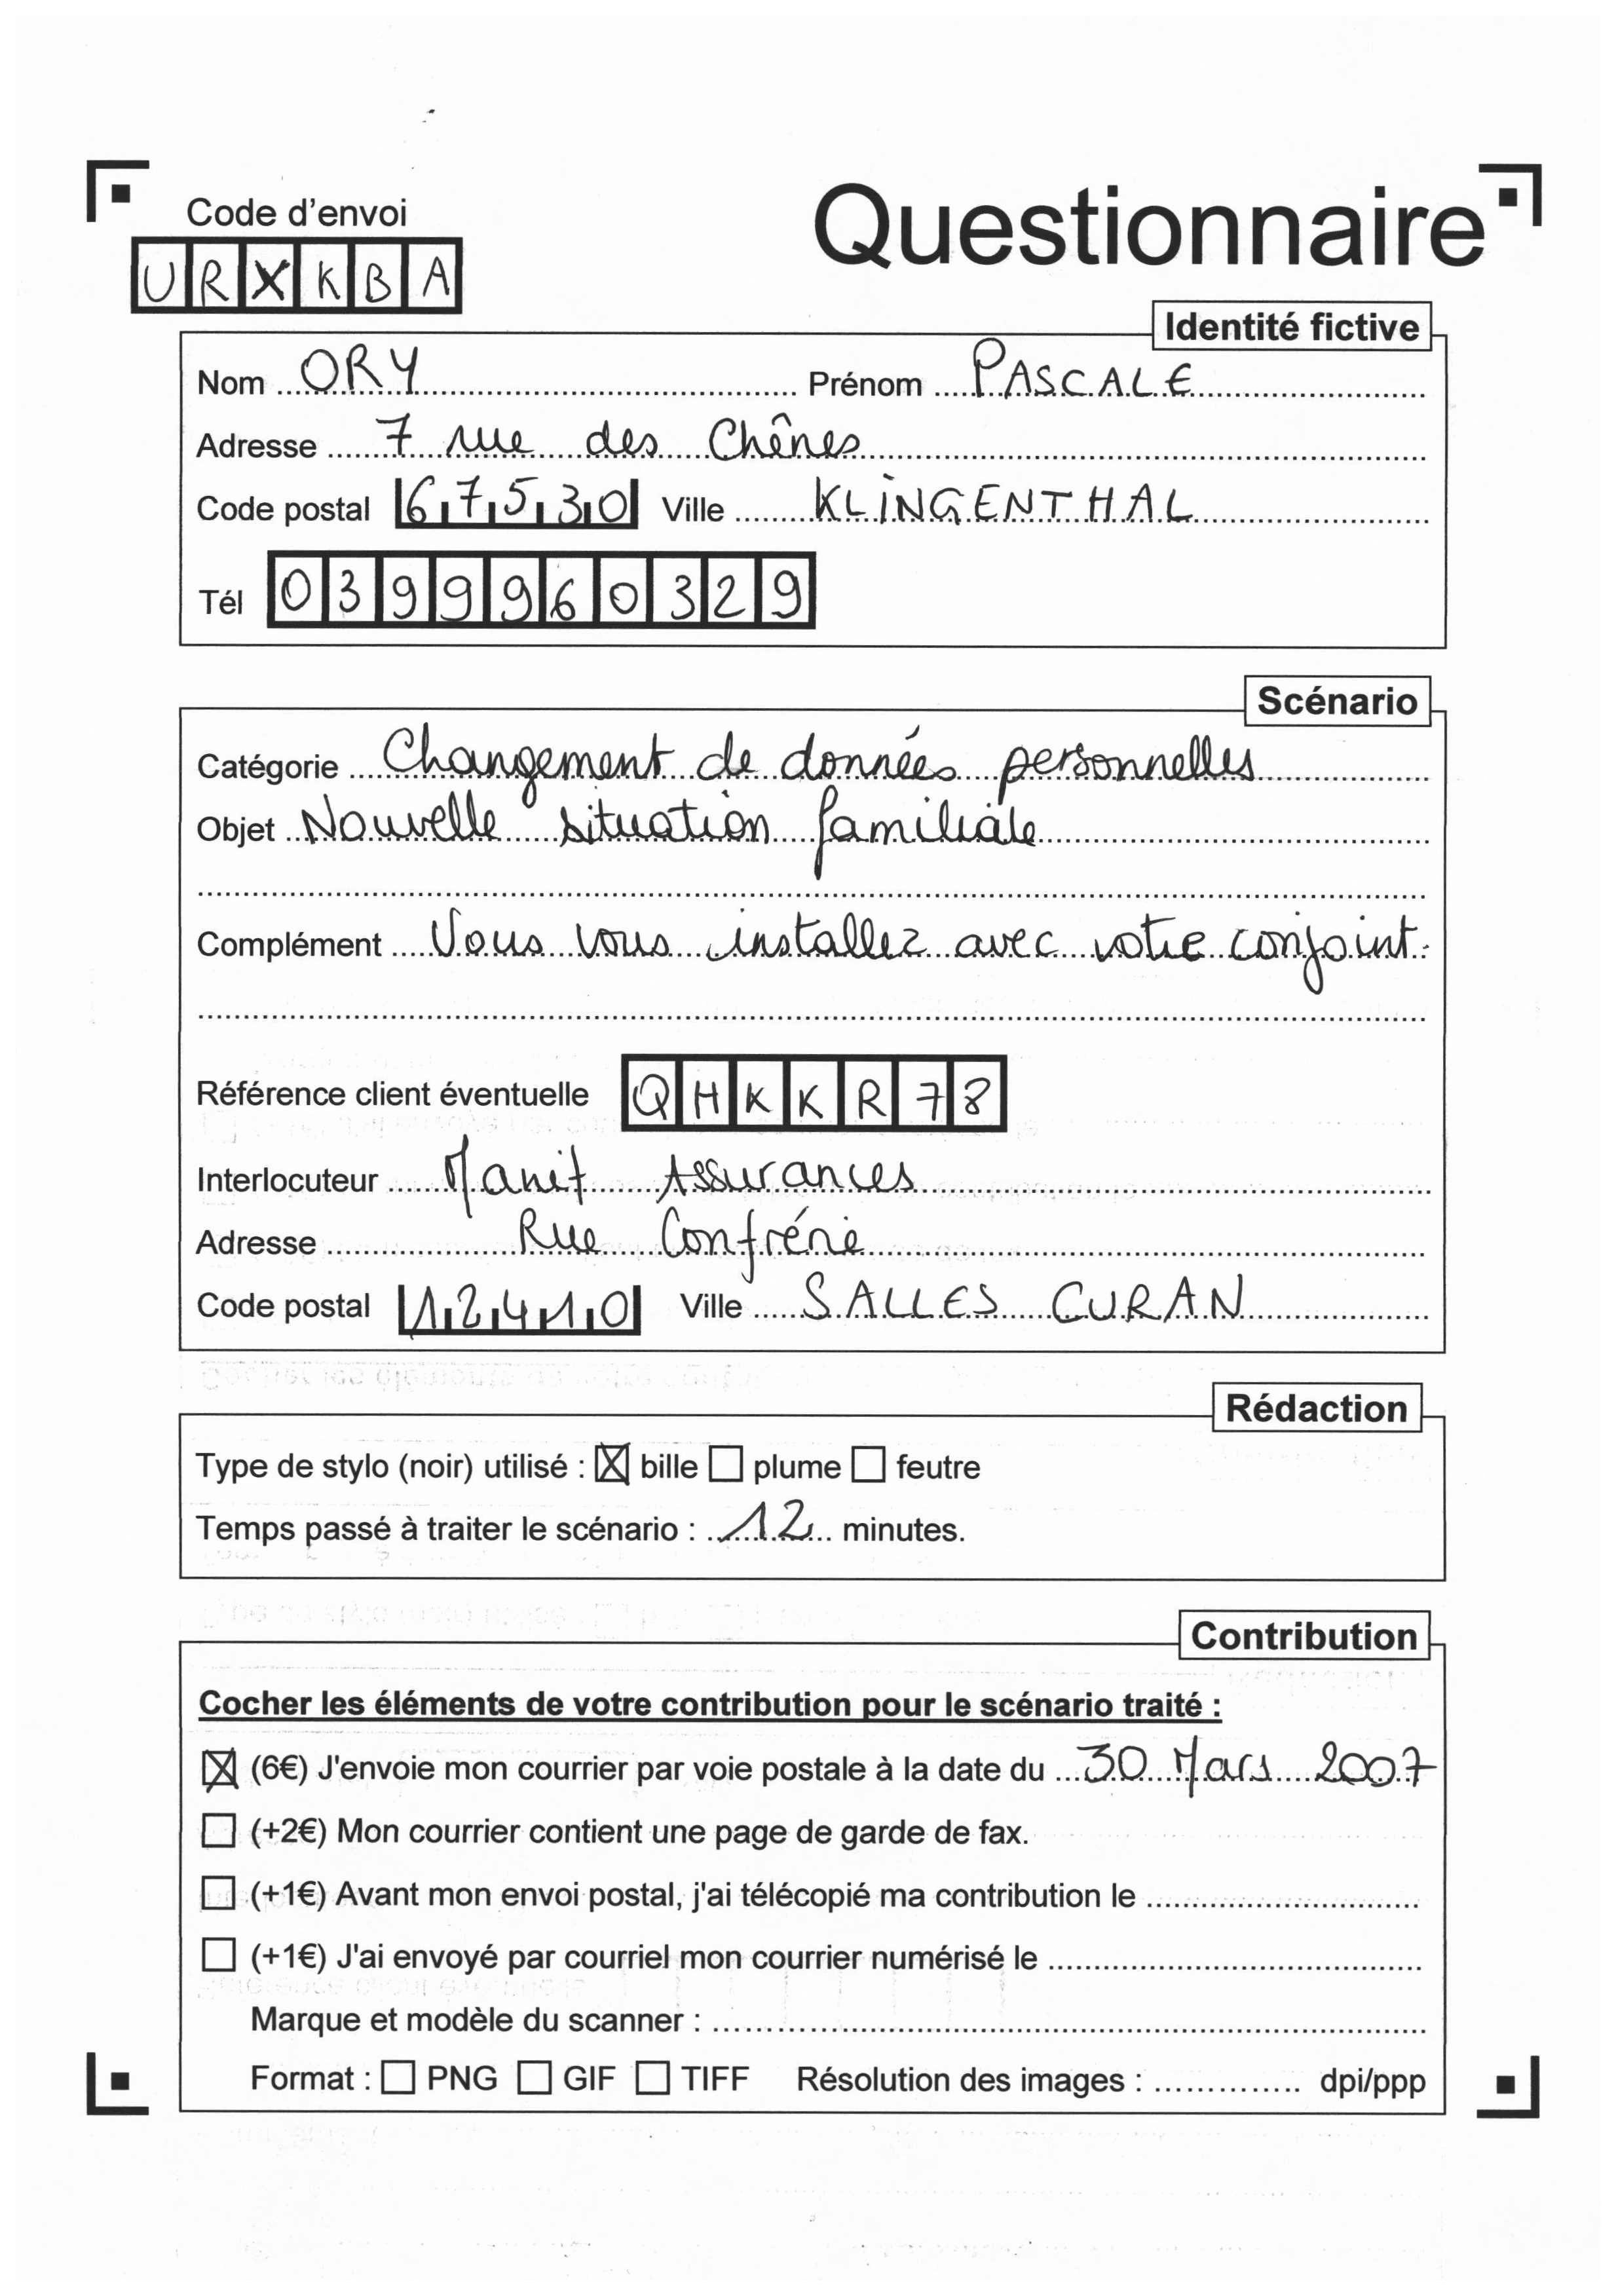 Code d'envoi
Questionnaire
URXKBA
Identité fictive
Nom ORY Prénom PASCALE
Adresse 7 rue des Chênes
Code postal 67530 Ville KLINGENTHAL
Tél 0399960329
Scénario
Catégorie Changement de données personnelles
Objet Nouvelle situation familiale
Complément Vous vous installez avec votre conjoint.
Référence client éventuelle QHKKR78
Interlocuteur Manif Assurances
Adresse Rue Confrérie
Code postal 12410 Ville SALLES CURAN
Rédaction
Type de stylo (noir) utilisé : ☒ bille ☐ plume ☐ feutre
Temps passé à traiter le scénario : 12 minutes.
Contribution
Cocher les éléments de votre contribution pour le scénario traité :
☒ (6€) J'envoie mon courrier par voie postale à la date du 30 Mars 2007
☐ (+2€) Mon courrier contient une page de garde de fax.
☐ (+1€) Avant mon envoi postal, j'ai télécopié ma contribution le
☐ (+1€) J'ai envoyé par courriel mon courrier numérisé le
Marque et modèle du scanner :
Format : ☐ PNG ☐ GIF ☐ TIFF Résolution des images : dpi/ppp